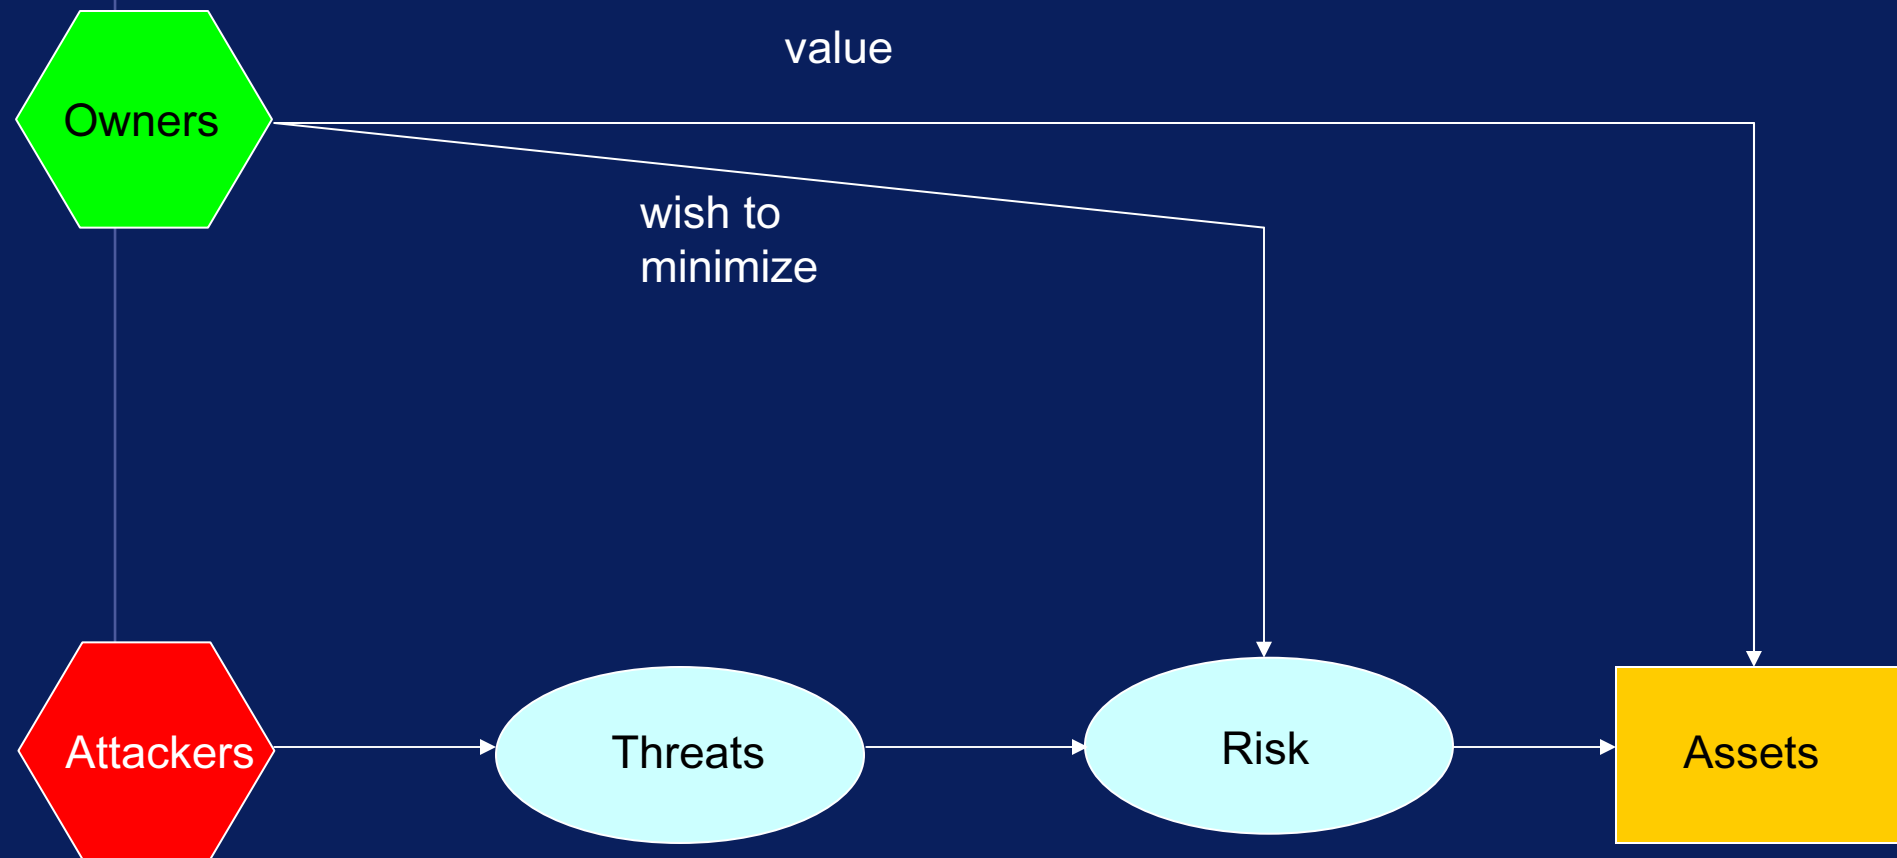 value
Owners
wish to
minimize
Attackers
Threats
Risk
Assets